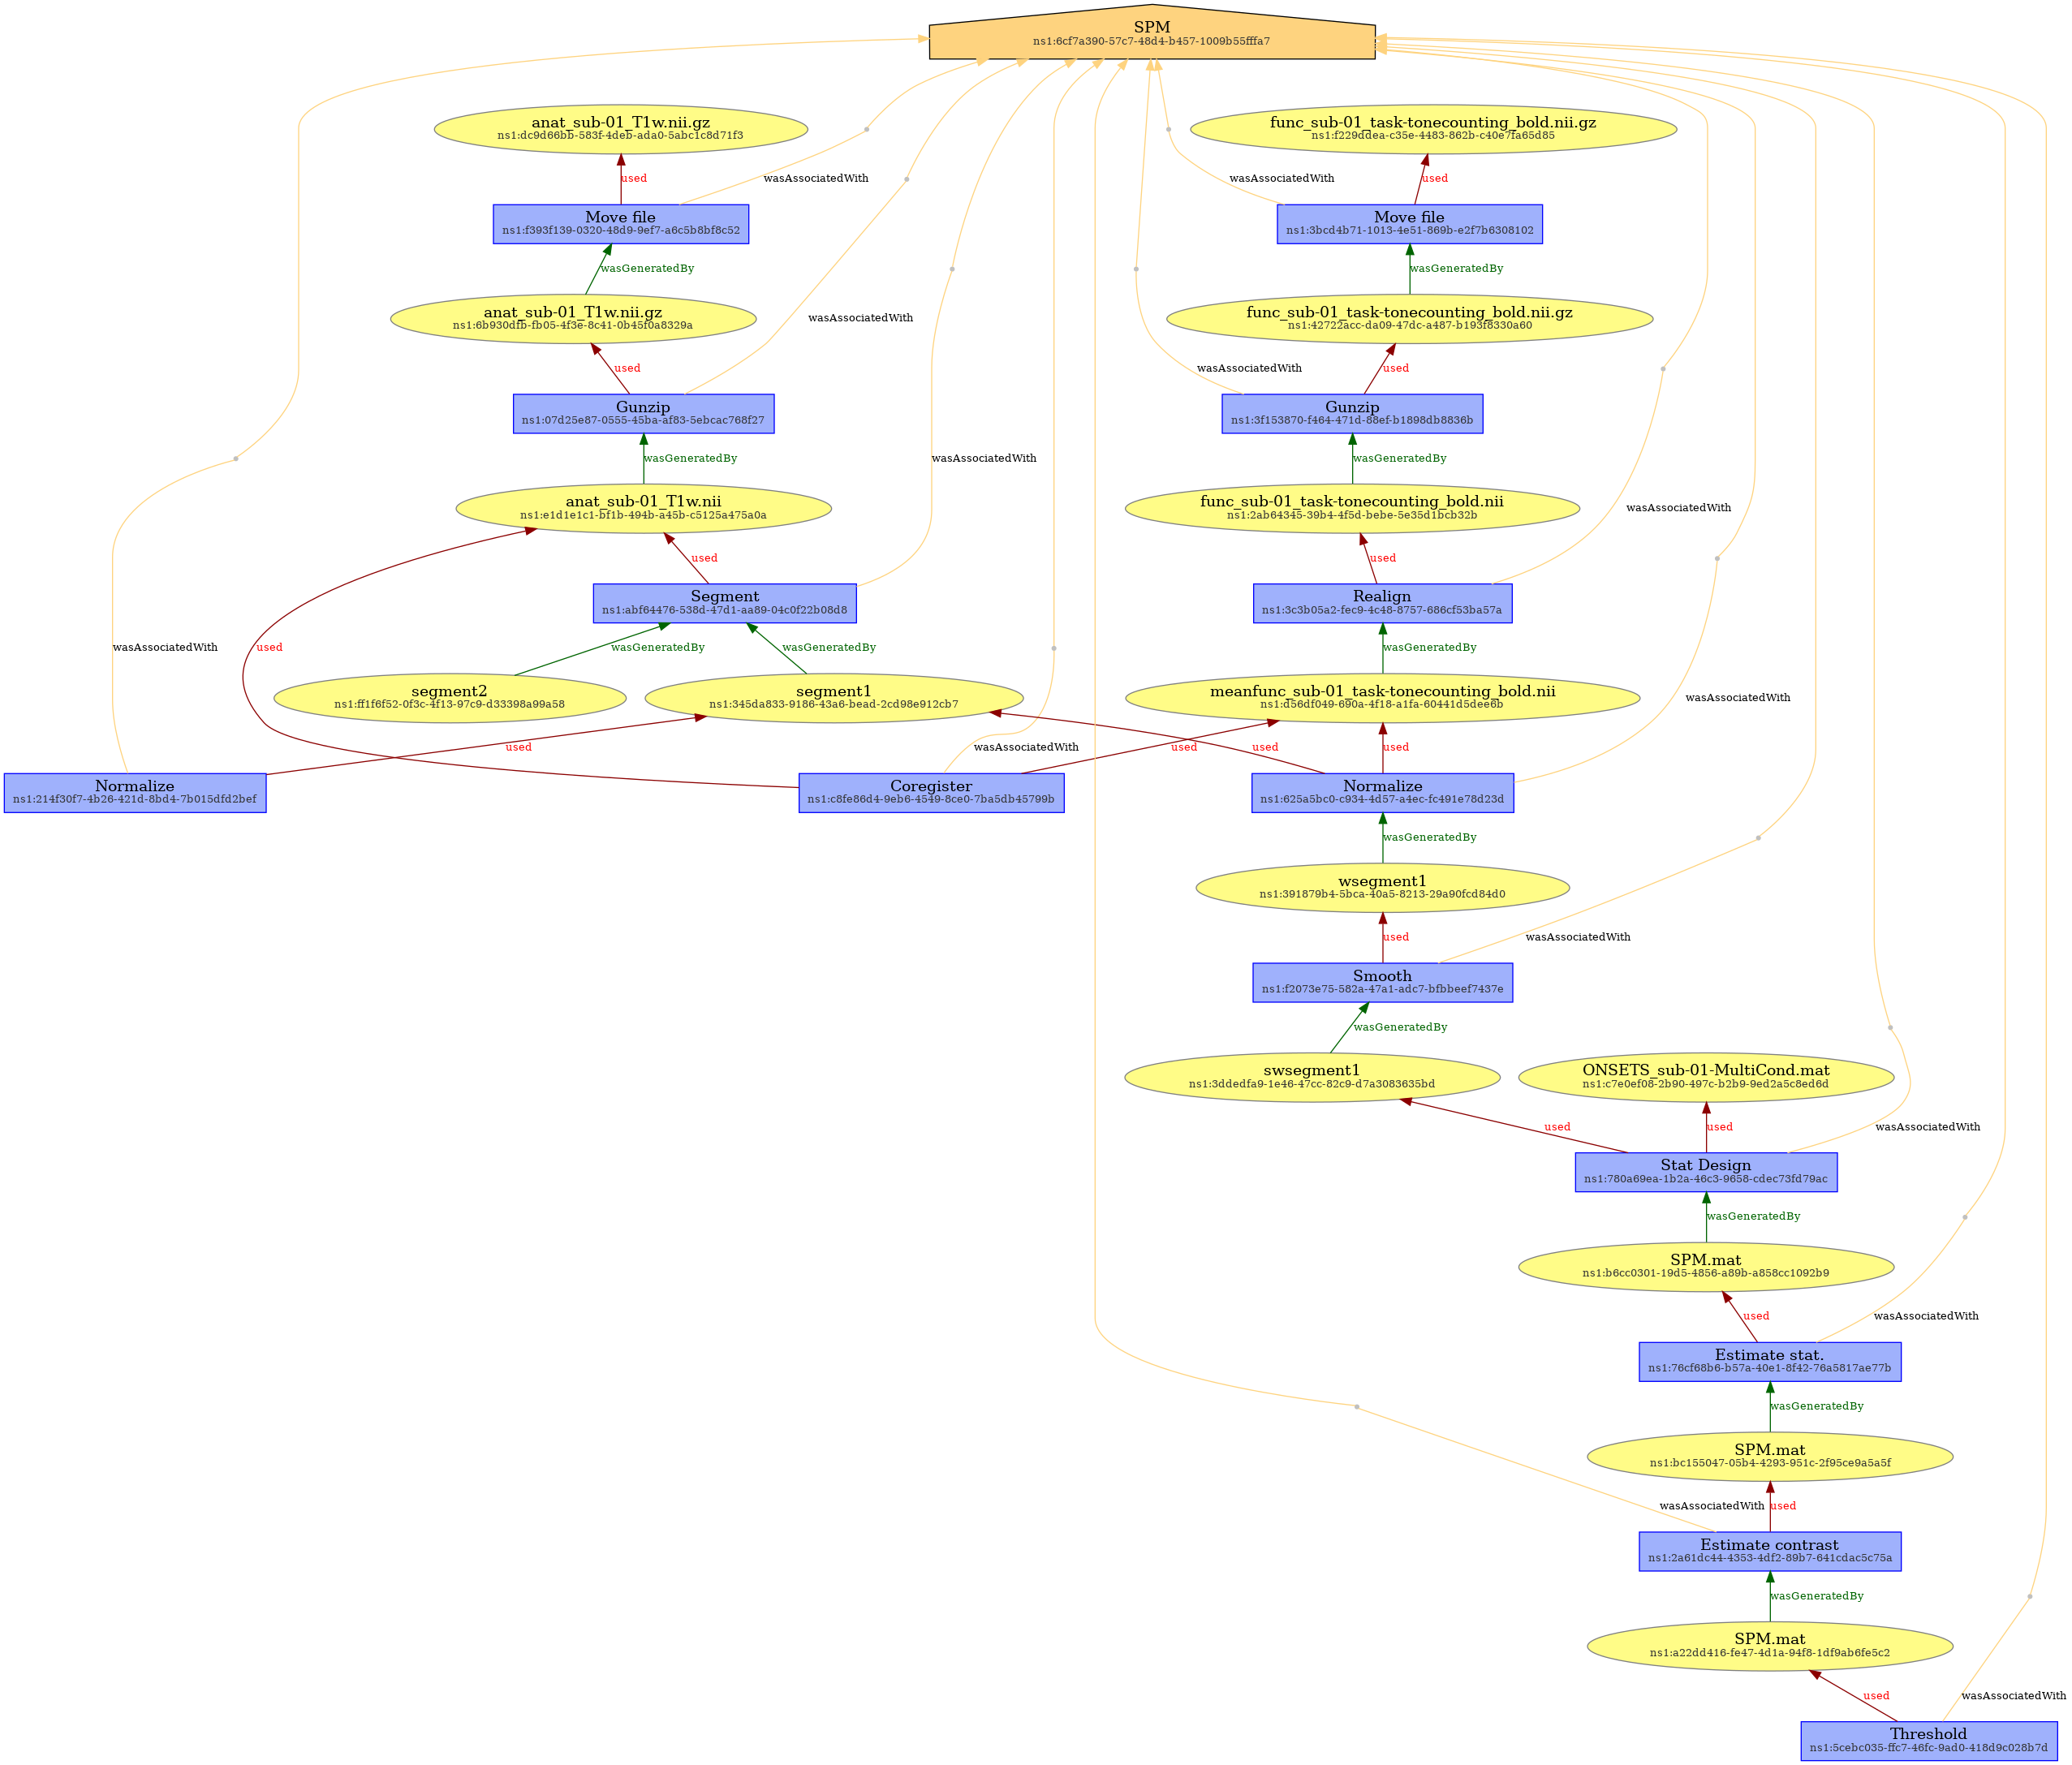 SPM
ns1:6cf7a390-57c7-48d4-b457-1009b55fffa7
anat_sub-01_T1w.nii.gz
ns1:dc9d66bb-583f-4deb-ada0-5abc1c8d71f3
func_sub-01_task-tonecounting_bold.nii.gz
ns1:f229ddea-c35e-4483-862b-c40e7fa65d85
used
wasAssociatedWith
wasAssociatedWith
used
Move file
ns1:f393f139-0320-48d9-9ef7-a6c5b8bf8c52
Move file
ns1:3bcd4b71-1013-4e51-869b-e2f7b6308102
wasGeneratedBy
wasGeneratedBy
anat_sub-01_T1w.nii.gz
ns1:6b930dfb-fb05-4f3e-8c41-0b45f0a8329a
wasAssociatedWith
func_sub-01_task-tonecounting_bold.nii.gz
ns1:42722acc-da09-47dc-a487-b193f8330a60
used
wasAssociatedWith
used
Gunzip
ns1:07d25e87-0555-45ba-af83-5ebcac768f27
Gunzip
ns1:3f153870-f464-471d-88ef-b1898db8836b
wasGeneratedBy
wasAssociatedWith
wasGeneratedBy
anat_sub-01_T1w.nii
ns1:e1d1e1c1-bf1b-494b-a45b-c5125a475a0a
func_sub-01_task-tonecounting_bold.nii
ns1:2ab64345-39b4-4f5d-bebe-5e35d1bcb32b
wasAssociatedWith
used
used
Segment
ns1:abf64476-538d-47d1-aa89-04c0f22b08d8
Realign
ns1:3c3b05a2-fec9-4c48-8757-686cf53ba57a
wasAssociatedWith
used
wasGeneratedBy
wasGeneratedBy
wasGeneratedBy
segment2
ns1:ff1f6f52-0f3c-4f13-97c9-d33398a99a58
segment1
ns1:345da833-9186-43a6-bead-2cd98e912cb7
meanfunc_sub-01_task-tonecounting_bold.nii
ns1:d56df049-690a-4f18-a1fa-60441d5dee6b
wasAssociatedWith
used
wasAssociatedWith
used
used
used
Normalize
ns1:214f30f7-4b26-421d-8bd4-7b015dfd2bef
Coregister
ns1:c8fe86d4-9eb6-4549-8ce0-7ba5db45799b
Normalize
ns1:625a5bc0-c934-4d57-a4ec-fc491e78d23d
wasGeneratedBy
wsegment1
ns1:391879b4-5bca-40a5-8213-29a90fcd84d0
used
wasAssociatedWith
Smooth
ns1:f2073e75-582a-47a1-adc7-bfbbeef7437e
wasGeneratedBy
swsegment1
ns1:3ddedfa9-1e46-47cc-82c9-d7a3083635bd
ONSETS_sub-01-MultiCond.mat
ns1:c7e0ef08-2b90-497c-b2b9-9ed2a5c8ed6d
used
used
wasAssociatedWith
Stat Design
ns1:780a69ea-1b2a-46c3-9658-cdec73fd79ac
wasGeneratedBy
SPM.mat
ns1:b6cc0301-19d5-4856-a89b-a858cc1092b9
used
wasAssociatedWith
Estimate stat.
ns1:76cf68b6-b57a-40e1-8f42-76a5817ae77b
wasGeneratedBy
SPM.mat
ns1:bc155047-05b4-4293-951c-2f95ce9a5a5f
wasAssociatedWith
used
Estimate contrast
ns1:2a61dc44-4353-4df2-89b7-641cdac5c75a
wasGeneratedBy
SPM.mat
ns1:a22dd416-fe47-4d1a-94f8-1df9ab6fe5c2
used
wasAssociatedWith
Threshold
ns1:5cebc035-ffc7-46fc-9ad0-418d9c028b7d